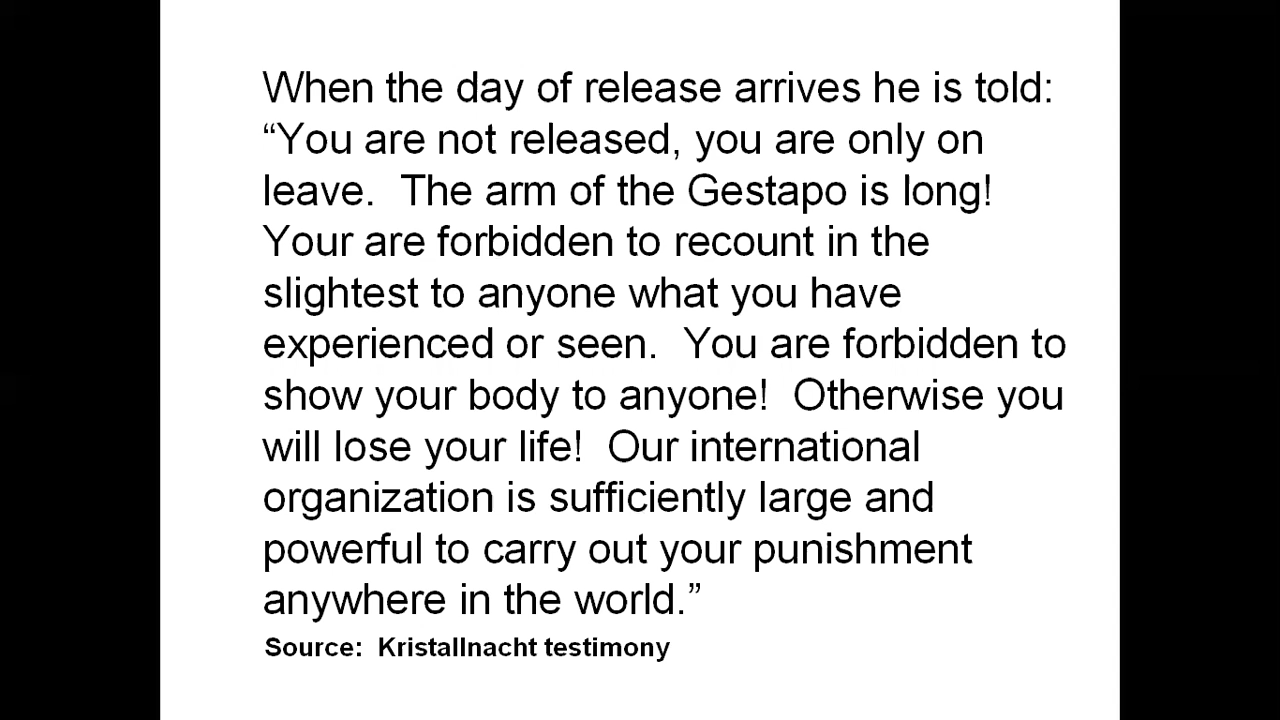 When the day of release arrives he is told:
“You are not released, you are only on
leave.  The arm of the Gestapo is long!
Your are forbidden to recount in the
slightest to anyone what you have
experienced or seen.  You are forbidden to
show your body to anyone!  Otherwise you
will lose your life!  Our international
organization is sufficiently large and
powerful to carry out your punishment
anywhere in the world.”
Source:  Kristallnacht testimony